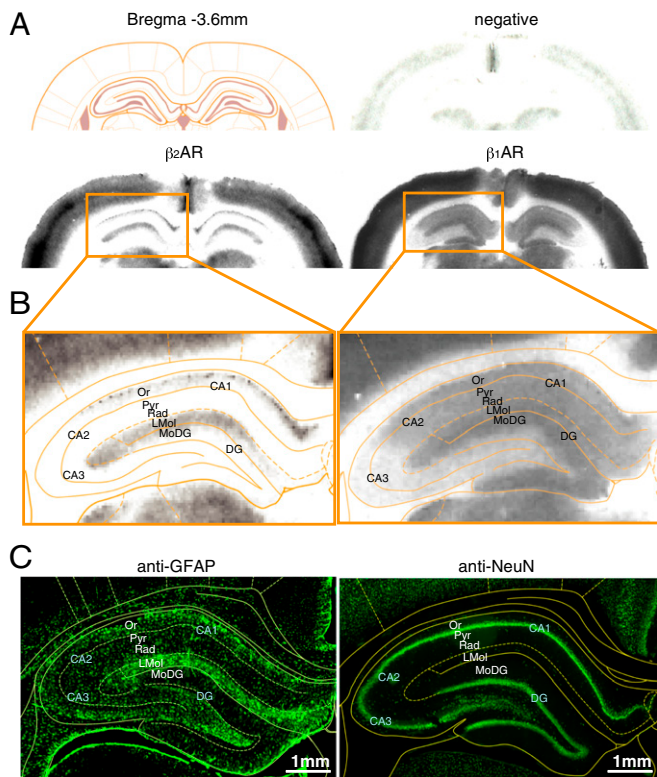 A
Bregma -3.6mm
negative
β₂AR
β₁AR
B
Or
CA1
Pyr
Rad
LMol
MoDG
CA2
DG
CA3
Or
CA1
Pyr
Rad
LMol
MoDG
CA2
DG
CA3
C
anti-GFAP
anti-NeuN
Or
CA1
Pyr
Rad
CA2
LMol
MoDG
CA3
DG
1mm
Or
CA1
Pyr
Rad
LMol
CA2
MoDG
DG
CA3
1mm